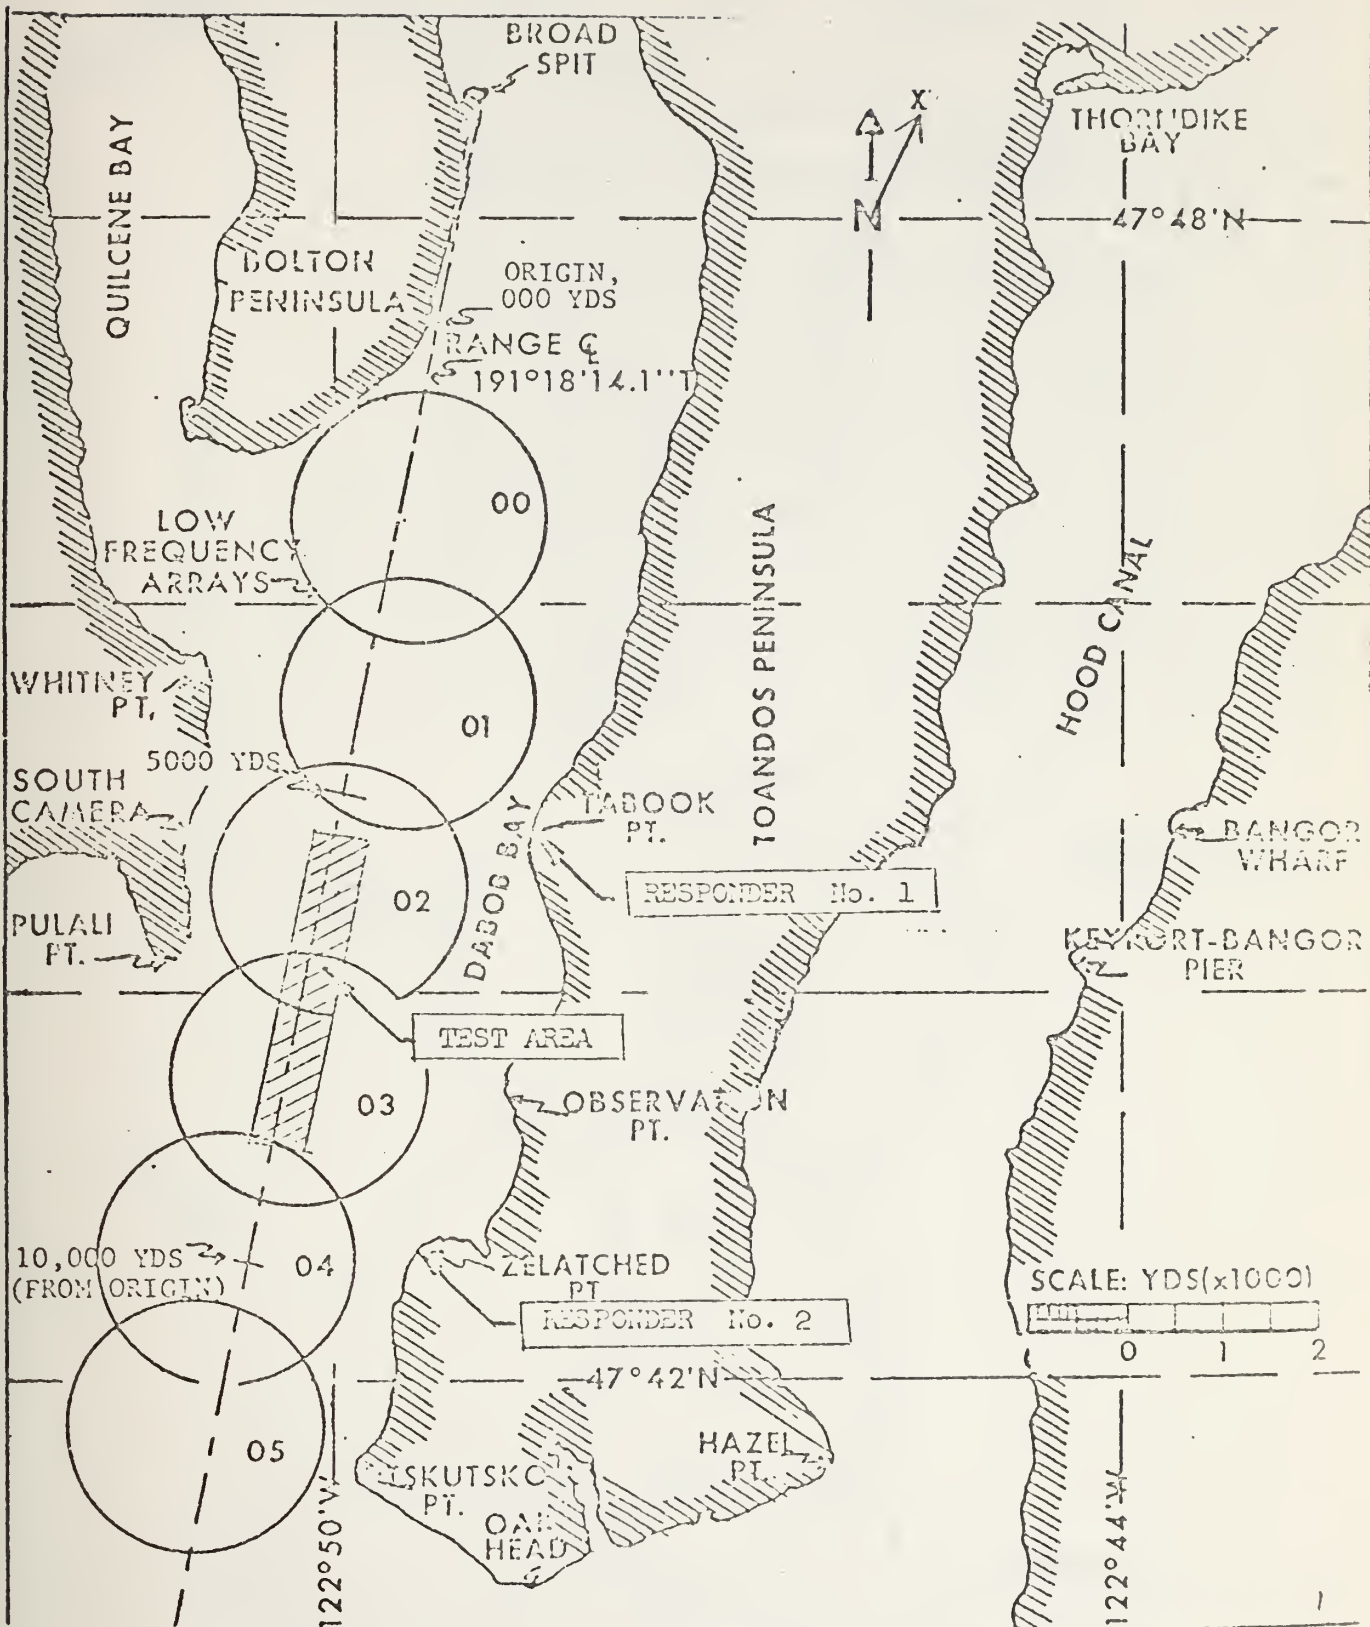 BROAD
SPIT
X
THORNDIKE
BAY
QUILCENE BAY
N
47°48'N
BOLTON
PENINSULA
ORIGIN,
000 YDS
RANGE ℄
191°18'14.1"T
00
LOW
FREQUENCY
ARRAYS
TOANDOS PENINSULA
HOOD CANAL
WHITNEY
PT.
01
5000 YDS
SOUTH
CAMERA
DABOB BAY
TABOOK
PT.
BANGOR
WHARF
RESPONDER No. 1
02
PULALI
PT.
KEYPORT-BANGOR
PIER
TEST AREA
03
OBSERVATION
PT.
10,000 YDS
(FROM ORIGIN)
04
ZELATCHED
PT
SCALE: YDS(x1000)
0 1 2
RESPONDER No. 2
47°42'N
05
HAZEL
PT.
TSKUTSKO
PT.
OAK
HEAD
122°50'W
122°44'W